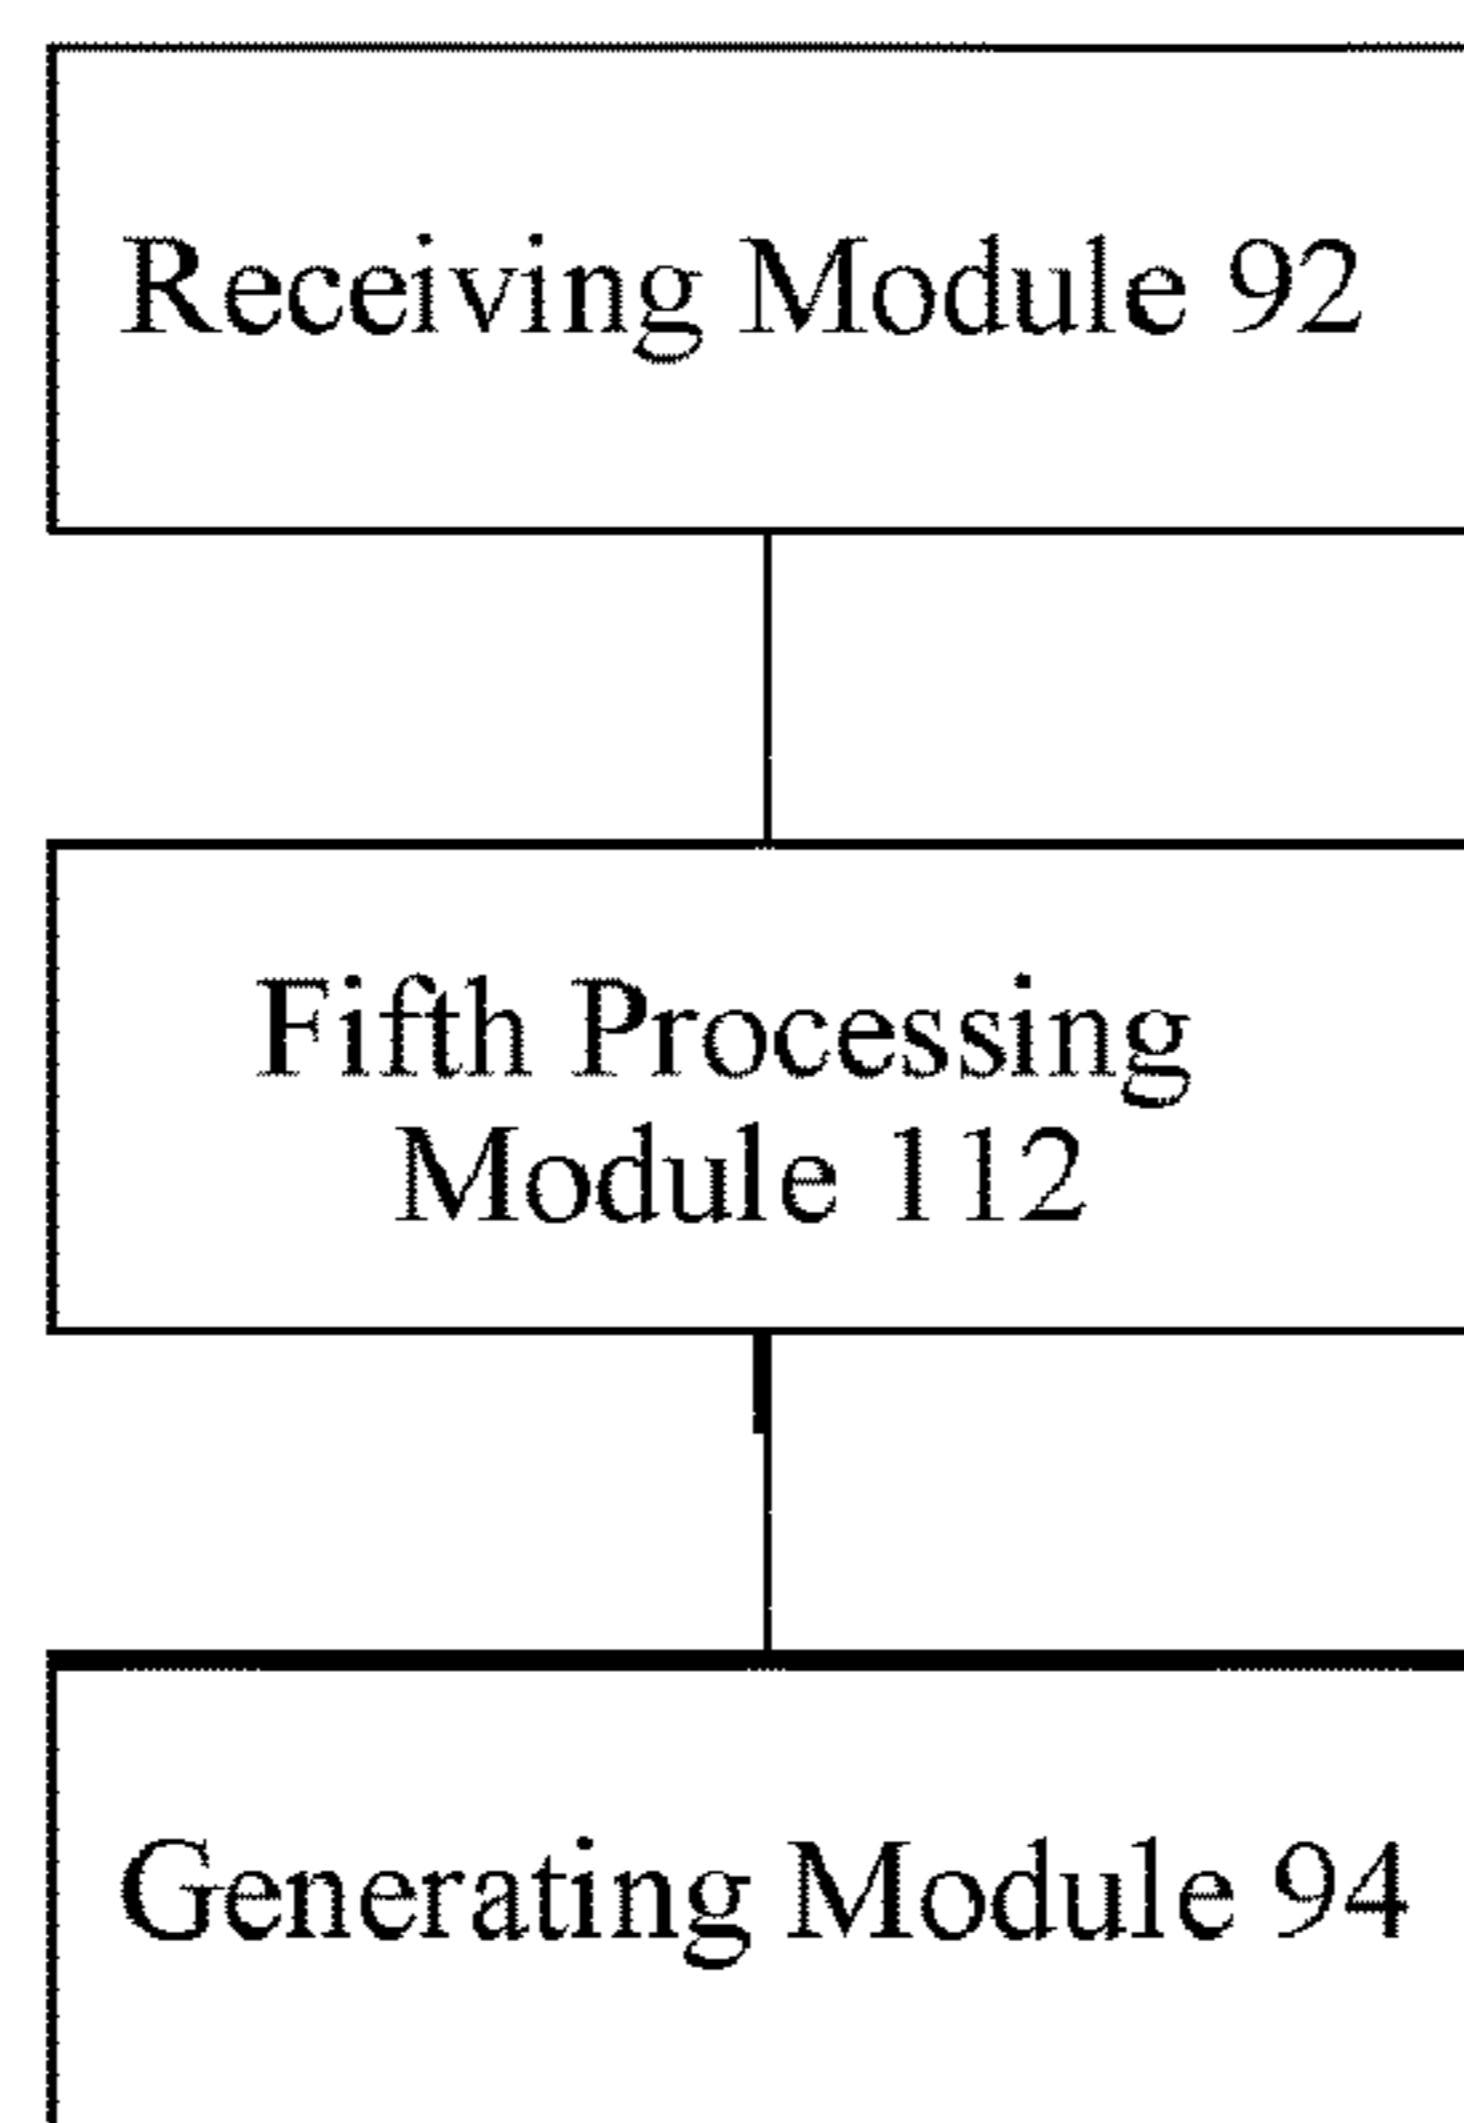 Receiving Module 92
Fifth Processing
Module 112
Generating Module 94